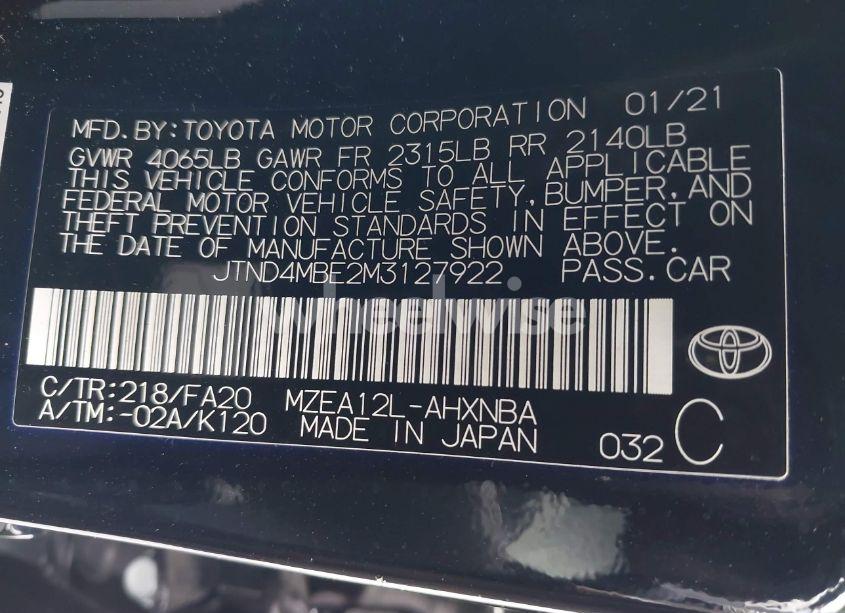 MFD.BY:TOYOTA MOTOR CORPORATION 01/21
GVWR 4065LB GAWR FR 2315LB RR 2140LB
THIS VEHICLE CONFORMS TO ALL APPLICABLE
FEDERAL MOTOR VEHICLE SAFETY,BUMPER,AND
THEFT PREVENTION STANDARDS IN EFFECT ON
THE DATE OF MANUFACTURE SHOWN ABOVE.
JTND4MBE2M3127922 PASS.CAR
wheelwise
C/TR:218/FA20 MZEA12L-AHXNBA
A/TM:-02A/K120 MADE IN JAPAN 032 C